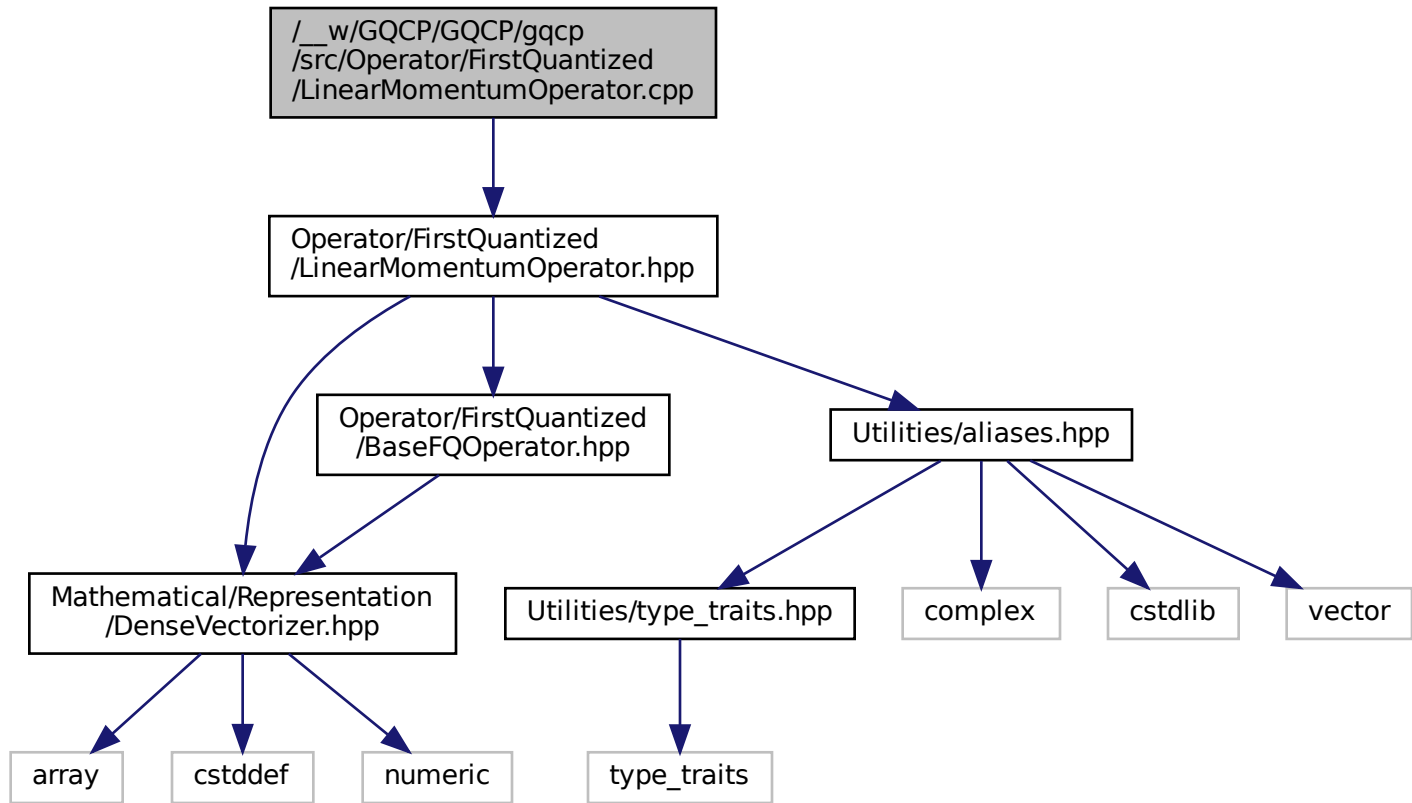 /__w/GQCP/GQCP/gqcp
/src/Operator/FirstQuantized
/LinearMomentumOperator.cpp
Operator/FirstQuantized
/LinearMomentumOperator.hpp
Operator/FirstQuantized
/BaseFQOperator.hpp
Utilities/aliases.hpp
Mathematical/Representation
/DenseVectorizer.hpp
Utilities/type_traits.hpp
complex
cstdlib
vector
array
cstddef
numeric
type_traits